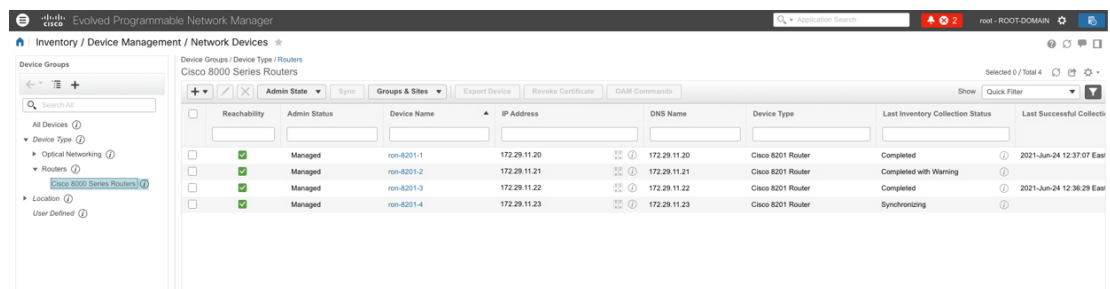 cisco Evolved Programmable Network Manager
Application Search
2
root - ROOT-DOMAIN
Inventory / Device Management / Network Devices
Device Groups
Search All
All Devices
Device Type
Optical Networking
Routers
Cisco 8000 Series Routers
Location
User Defined
Device Groups / Device Type / Routers
Cisco 8000 Series Routers
Selected 0 / Total 4
Admin State Sync Groups & Sites Export Device Revoke Certificate OAM Commands
Show Quick Filter
Reachability Admin Status Device Name IP Address DNS Name Device Type Last Inventory Collection Status Last Successful Collecti
Managed ron-8201-1 172.29.11.20 172.29.11.20 Cisco 8201 Router Completed 2021-Jun-24 12:37:07 East
Managed ron-8201-2 172.29.11.21 172.29.11.21 Cisco 8201 Router Completed with Warning
Managed ron-8201-3 172.29.11.22 172.29.11.22 Cisco 8201 Router Completed 2021-Jun-24 12:36:29 East
Managed ron-8201-4 172.29.11.23 172.29.11.23 Cisco 8201 Router Synchronizing